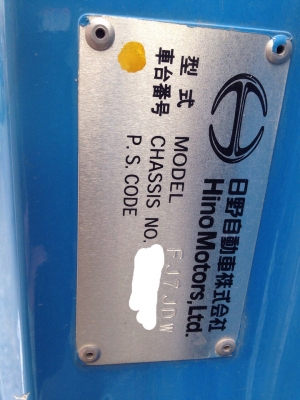 日野自動車株式会社
Hino Motors, Ltd.
型式 MODEL FJ7JDW
車台番号 CHASSIS NO.
P.S.CODE